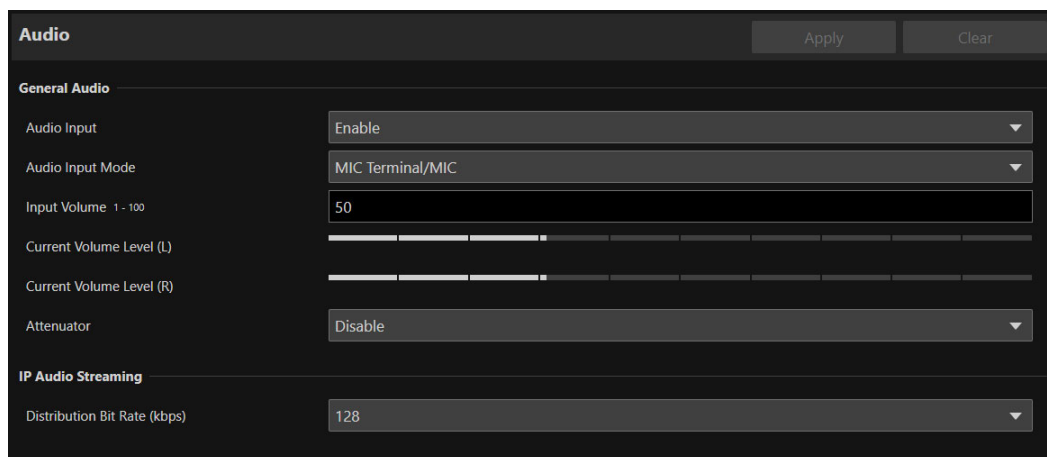 Audio
Apply
Clear
General Audio
Audio Input
Enable
Audio Input Mode
MIC Terminal/MIC
Input Volume 1 - 100
50
Current Volume Level (L)
Current Volume Level (R)
Attenuator
Disable
IP Audio Streaming
Distribution Bit Rate (kbps)
128